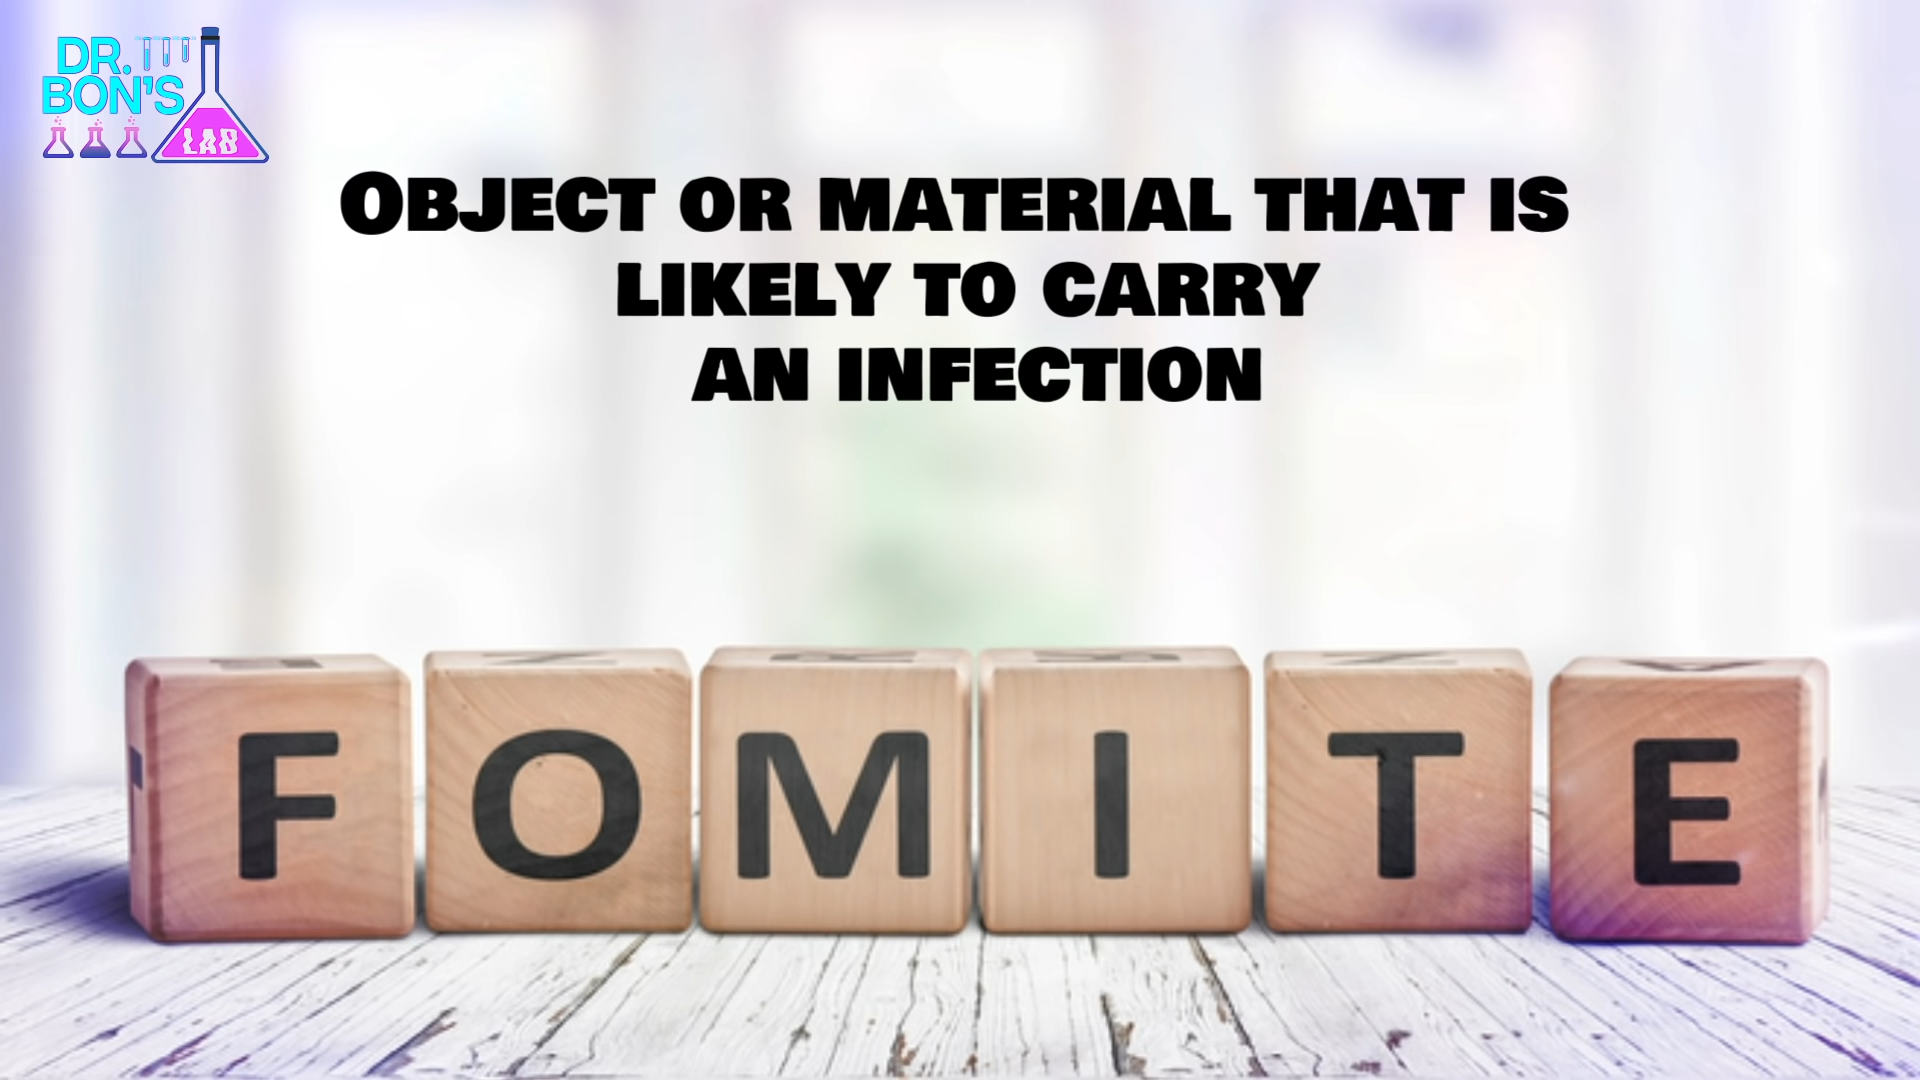 DR.
BON'S
LAB
OBJECT OR MATERIAL THAT IS
LIKELY TO CARRY
AN INFECTION
FOMITE